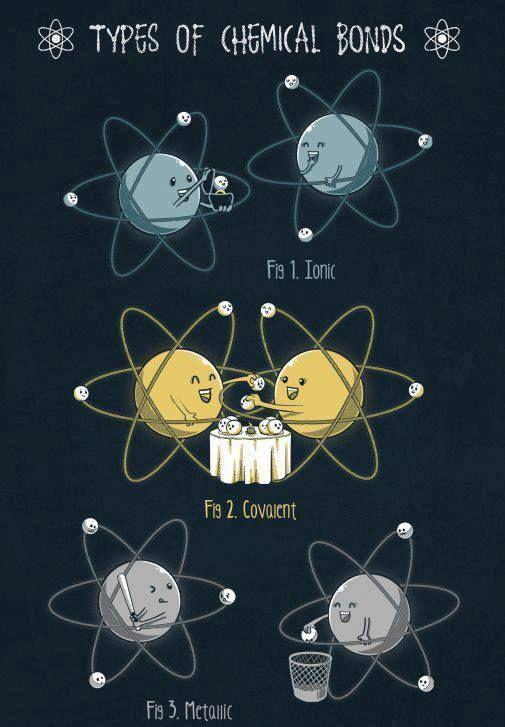 TYPES OF CHEMICAL BONDS
Fig 1. Ionic
Fig 2. Covalent
Fig 3. Metallic